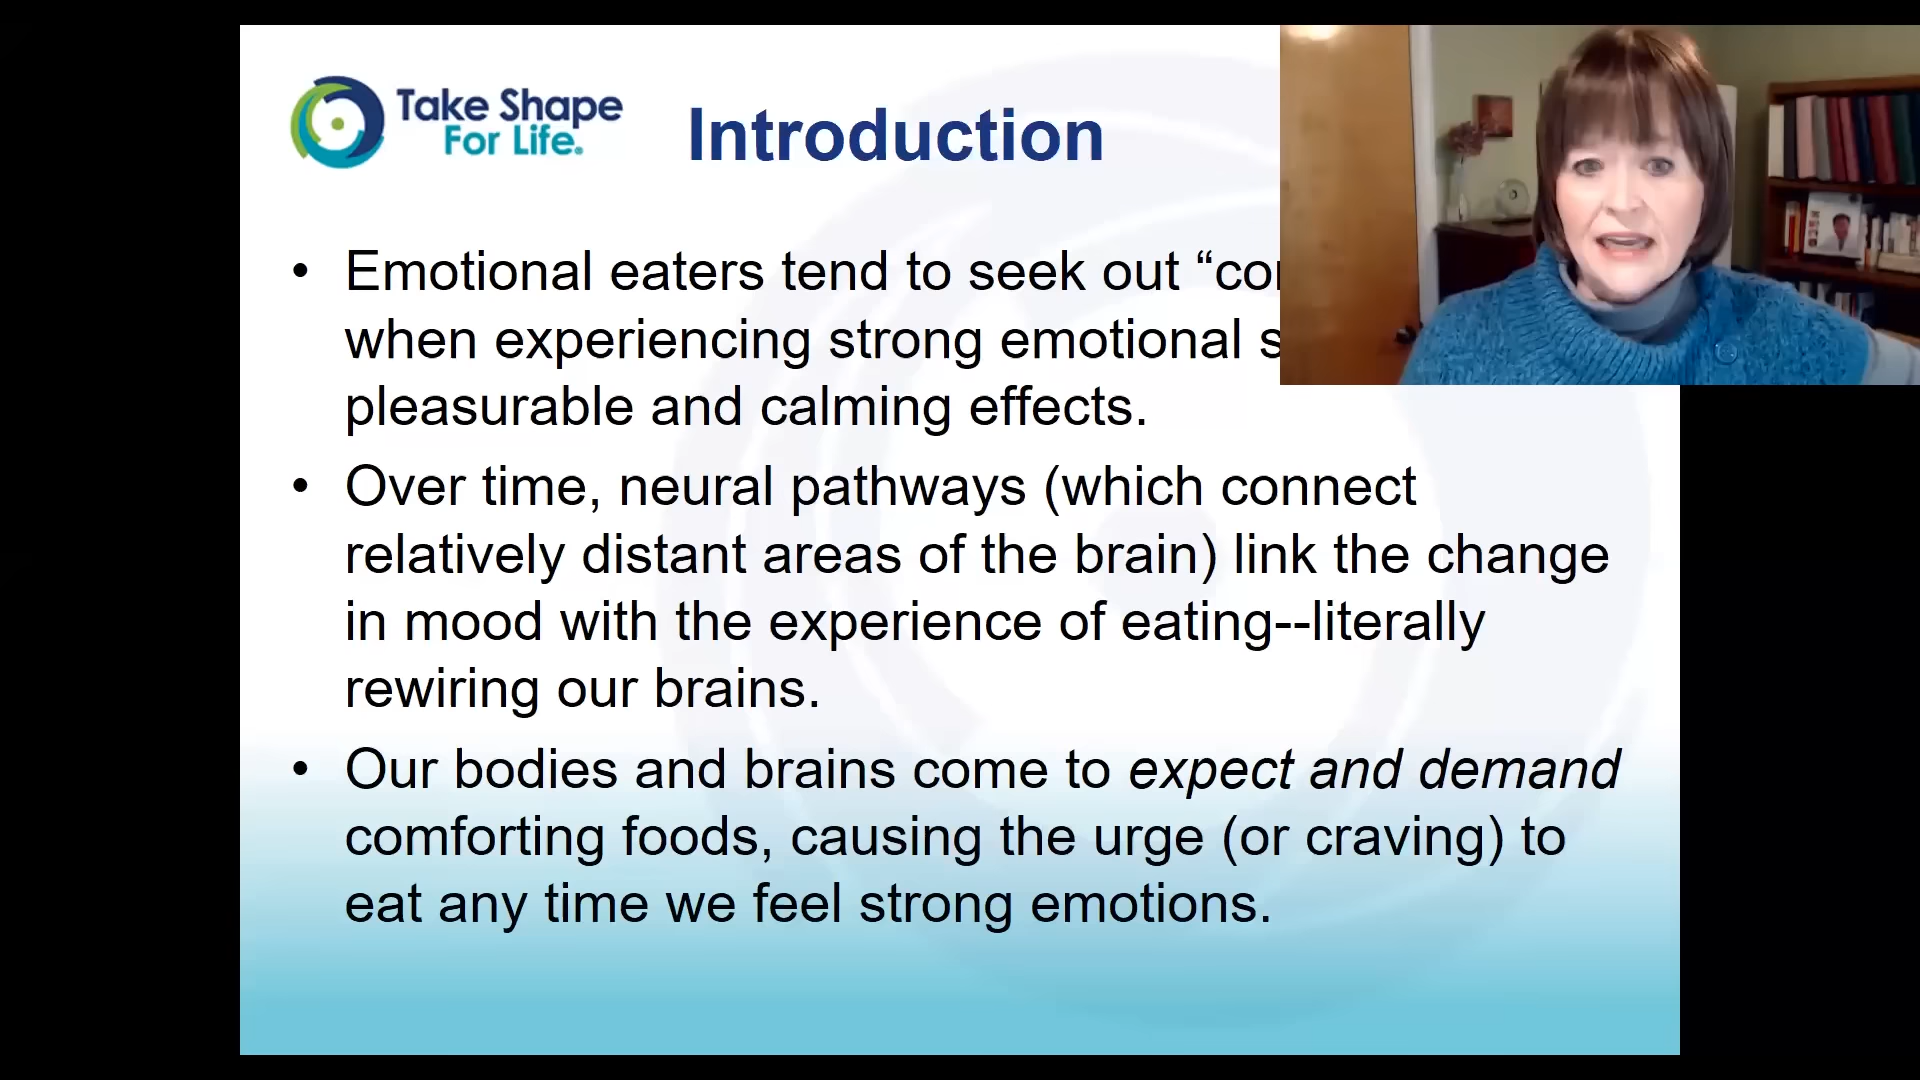 Take Shape
For Life.
Introduction
• Emotional eaters tend to seek out
when experiencing strong emotional
pleasurable and calming effects.
• Over time, neural pathways (which connect
relatively distant areas of the brain) link the change
in mood with the experience of eating--literally
rewiring our brains.
• Our bodies and brains come to expect and demand
comforting foods, causing the urge (or craving) to
eat any time we feel strong emotions.